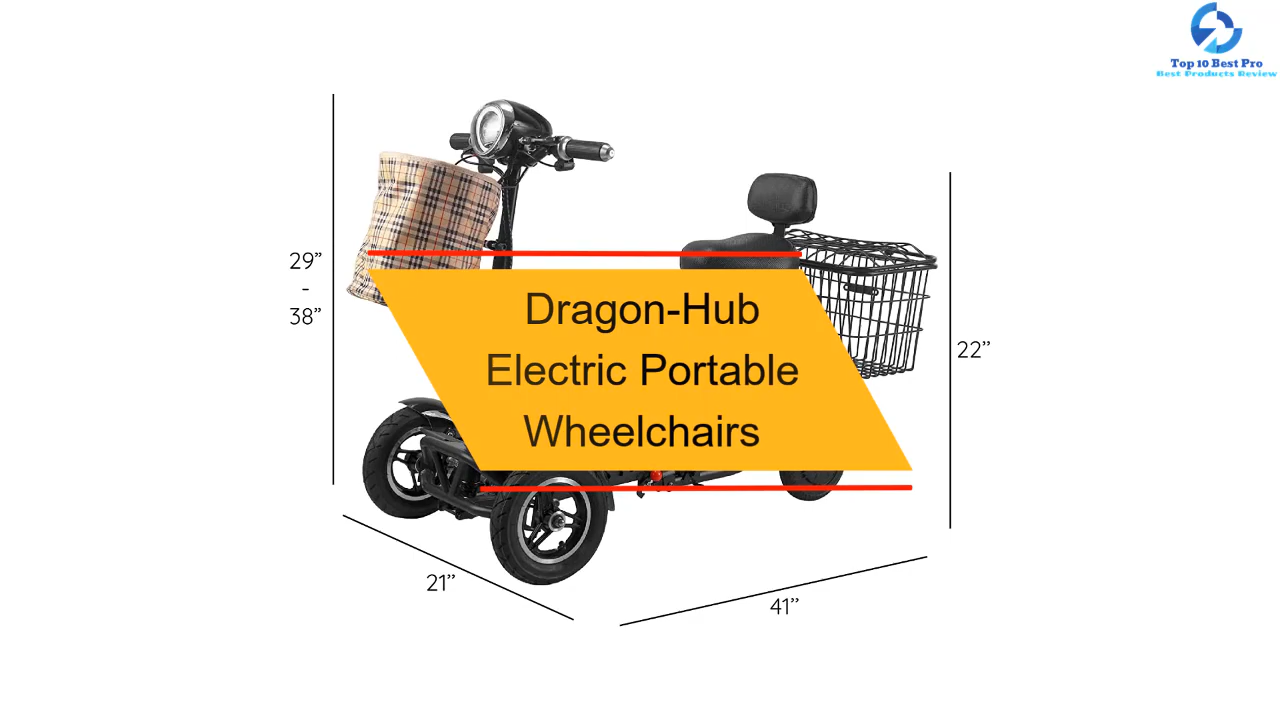 Top 10 Best Pro
Best Products Review
29”
-
38”
Dragon-Hub
Electric Portable
Wheelchairs
22”
21”
41”